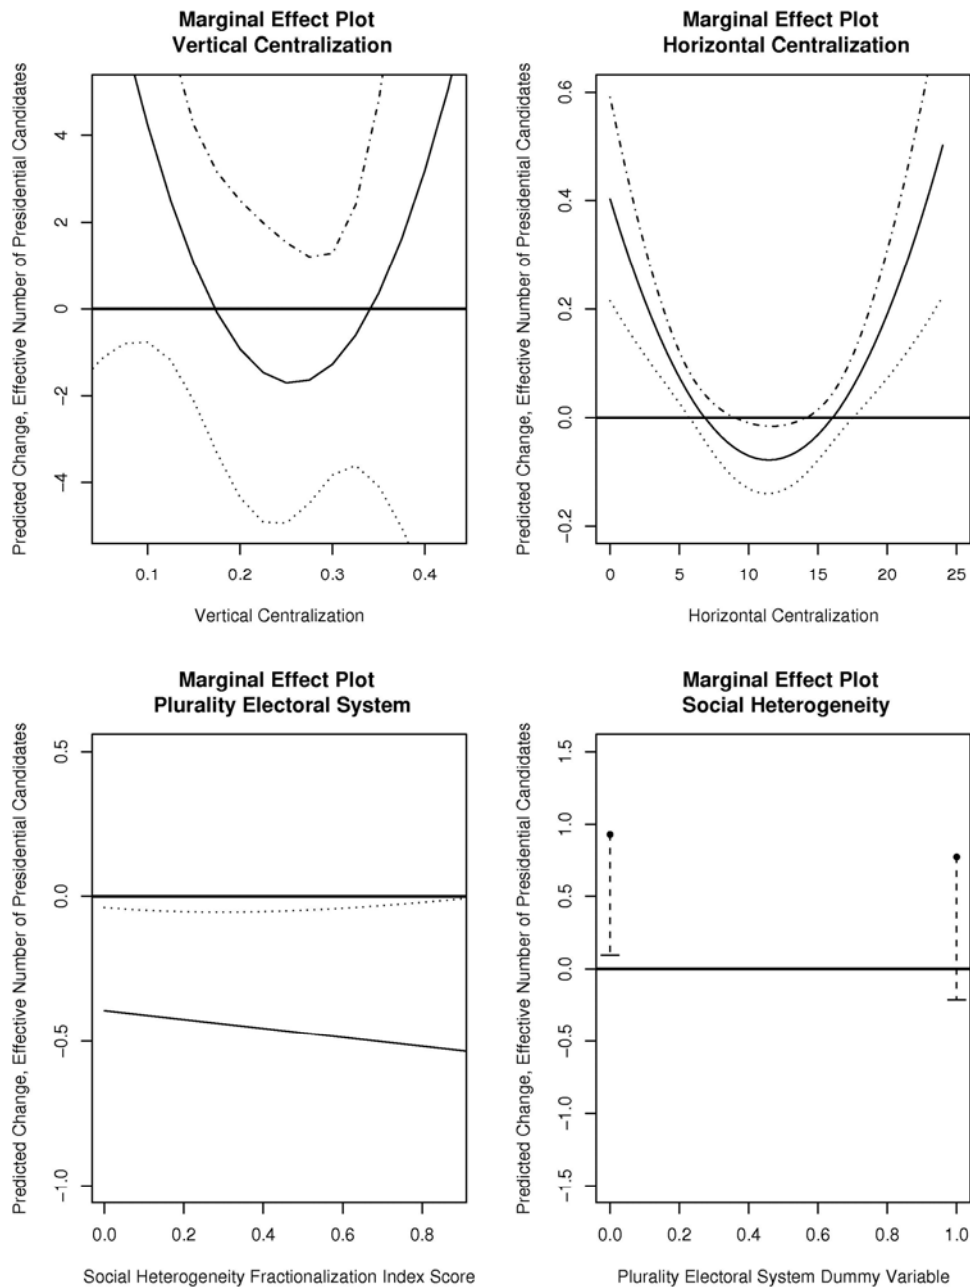 Marginal Effect Plot
Vertical Centralization
Predicted Change, Effective Number of Presidential Candidates
4
2
0
−2
−4
0.1 0.2 0.3 0.4
Vertical Centralization
Marginal Effect Plot
Horizontal Centralization
Predicted Change, Effective Number of Presidential Candidates
0.6
0.4
0.2
0.0
−0.2
0 5 10 15 20 25
Horizontal Centralization
Marginal Effect Plot
Plurality Electoral System
Predicted Change, Effective Number of Presidential Candidates
0.5
0.0
−0.5
−1.0
0.0 0.2 0.4 0.6 0.8
Social Heterogeneity Fractionalization Index Score
Marginal Effect Plot
Social Heterogeneity
Predicted Change, Effective Number of Presidential Candidates
1.5
1.0
0.5
0.0
−0.5
−1.0
−1.5
0.0 0.2 0.4 0.6 0.8 1.0
Plurality Electoral System Dummy Variable